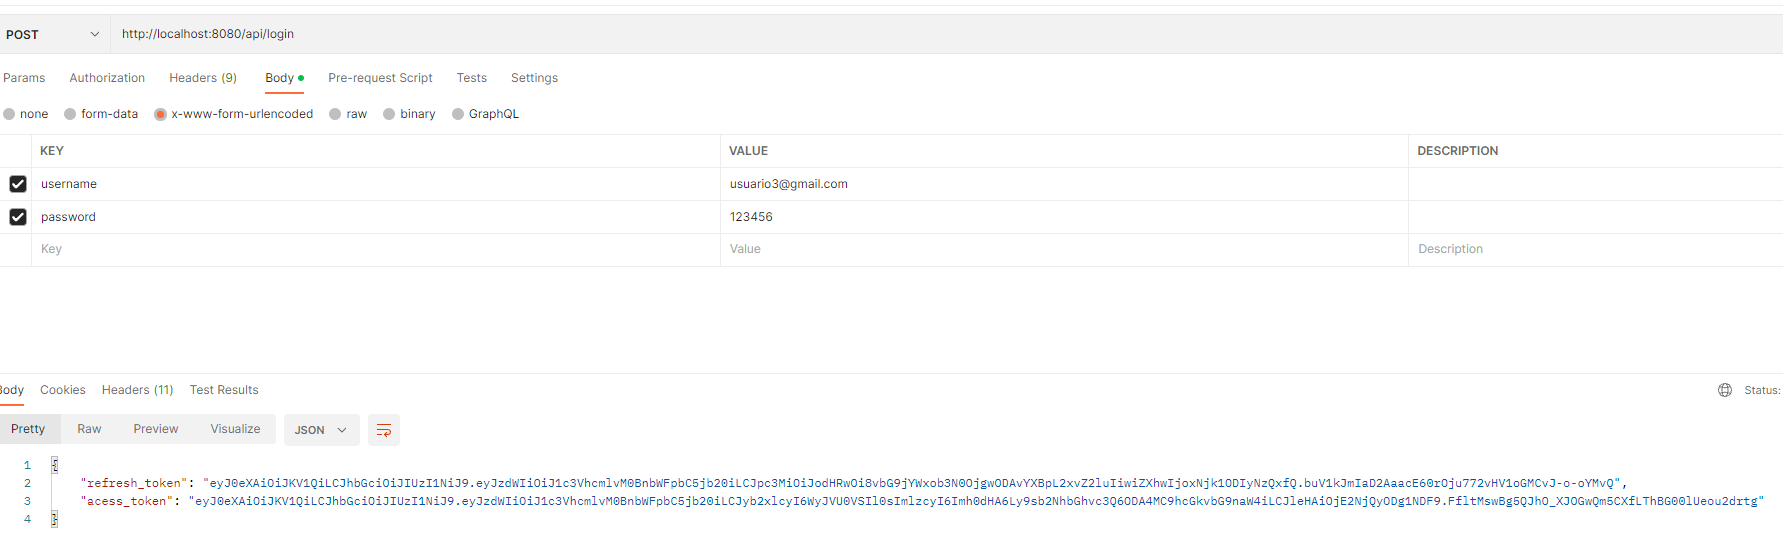 POST http://localhost:8080/api/login
Params Authorization Headers (9) Body Pre-request Script Tests Settings
none form-data x-www-form-urlencoded raw binary GraphQL
KEY VALUE DESCRIPTION
username usuario3@gmail.com
password 123456
Key Value Description
Body Cookies Headers (11) Test Results Status:
Pretty Raw Preview Visualize JSON
1 {
2 "refresh_token": "eyJ0eXAiOiJKV1QiLCJhbGciOiJIUzI1NiJ9.eyJzdWIiOiJ1c3VhcmlvM0BnbWFpbC5jb20iLCJpc3MiOiJodHRwOi8vbG9jYWxob3N0OjgwODAvYXBpL2xvZ2luIiwiZXhwIjoxNjk1ODIyNzQxfQ.buV1kJmIaD2AaacE60rOju772vHV1oGMCvJ-o-oYMvQ",
3 "acess_token": "eyJ0eXAiOiJKV1QiLCJhbGciOiJIUzI1NiJ9.eyJzdWIiOiJ1c3VhcmlvM0BnbWFpbC5jb20iLCJyb2xlcyI6WyJVU0VSIl0sImlzcyI6Imh0dHA6Ly9sb2NhbGhvc3Q6ODA4MC9hcGkvbG9naW4iLCJleHAiOjE2NjQyODg1NDF9.FfltMswBg5QJhO_XJOGwQm5CXfLThBG00lUeou2drtg"
4 }